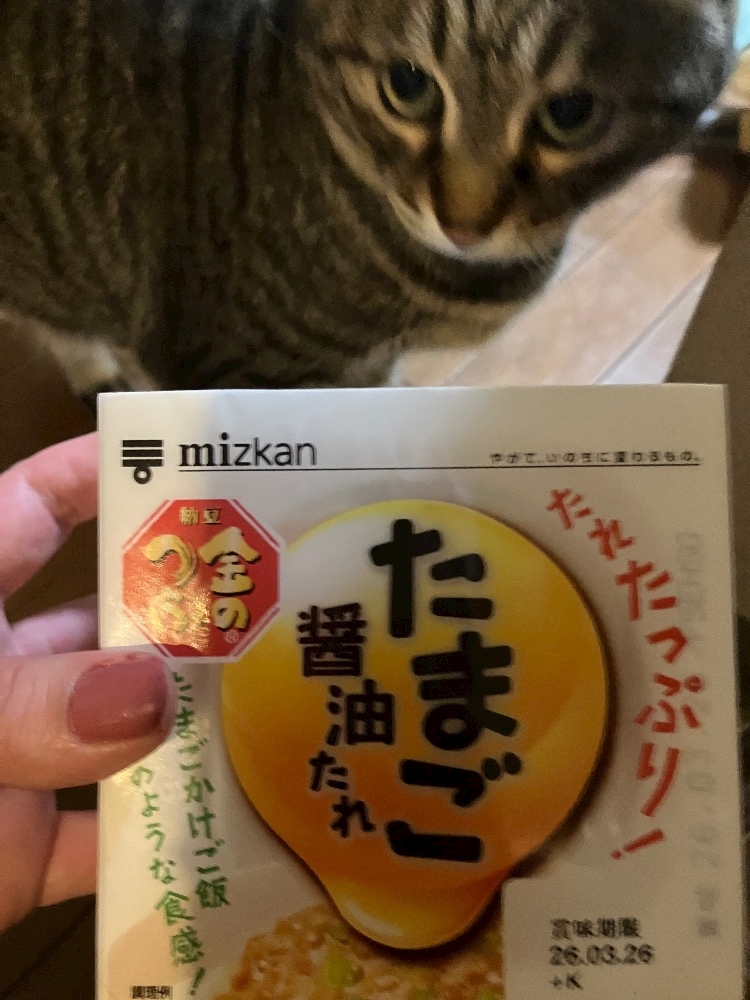 mizkan
やがて、いのちに変わるもの。
納豆
金の
つぶ®
たれたっぷり!
たまご
醤油
たれ
たまごかけご飯
のような食感!
賞味期限
26.03.26
+K
調理例